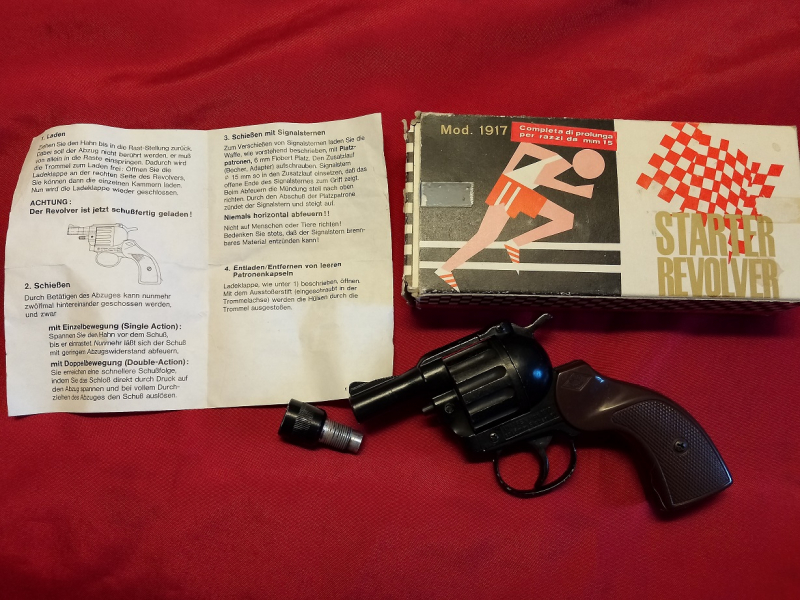 1. Laden
Ziehen Sie den Hahn bis in die Rast-Stellung zurück,
dabei soll der Abzug nicht berührt werden, er muß
von allein in die Raste einspringen. Dadurch wird
die Trommel zum Laden frei: Öffnen Sie die
Ladeklappe an der rechten Seite des Revolvers,
Sie können dann die einzelnen Kammern laden.
Nun wird die Ladeklappe wieder geschlossen.
ACHTUNG:
Der Revolver ist jetzt schußfertig geladen!
2. Schießen
Durch Betätigen des Abzuges kann nunmehr
zwölfmal hintereinander geschossen werden,
und zwar
mit Einzelbewegung (Single Action):
Spannen Sie den Hahn vor dem Schuß,
bis er einrastet. Nunmehr läßt sich der Schuß
mit geringen Abzugswiderstand abfeuern.
mit Doppelbewegung (Double-Action):
Sie erreichen eine schnellere Schußfolge,
indem Sie das Schloß direkt durch Druck auf
den Abzug spannen und bei vollem Durch-
ziehen des Abzuges den Schuß auslösen.
3. Schießen mit Signalsternen
Zum Verschießen von Signalsternen laden Sie die
Waffe, wie vorstehend beschrieben, mit Platz-
patronen, 6 mm Flobert Platz. Den Zusatzlauf
(Becher, Adapter) aufschrauben. Signalstern
ø 15 mm so in den Zusatzlauf einsetzen, daß das
offene Ende des Signalsternes zum Griff zeigt.
Beim Abfeuern die Mündung steil nach oben
richten. Durch den Abschuß der Platzpatrone
zündet der Signalstern und steigt auf.
Niemals horizontal abfeuern!!
Nicht auf Menschen oder Tiere richten!
Bedenken Sie stets, daß der Signalstern brenn-
bares Material entzünden kann!
4. Entladen/Entfernen von leeren
Patronenkapseln
Ladeklappe, wie unter 1) beschrieben, öffnen.
Mit dem Ausstoßerstift (eingeschraubt in der
Trommelachse) werden die Hülsen durch die
Trommel ausgestoßen.
Mod. 1917
Completa di prolunga
per razzi da mm 15
STARTER
REVOLVER